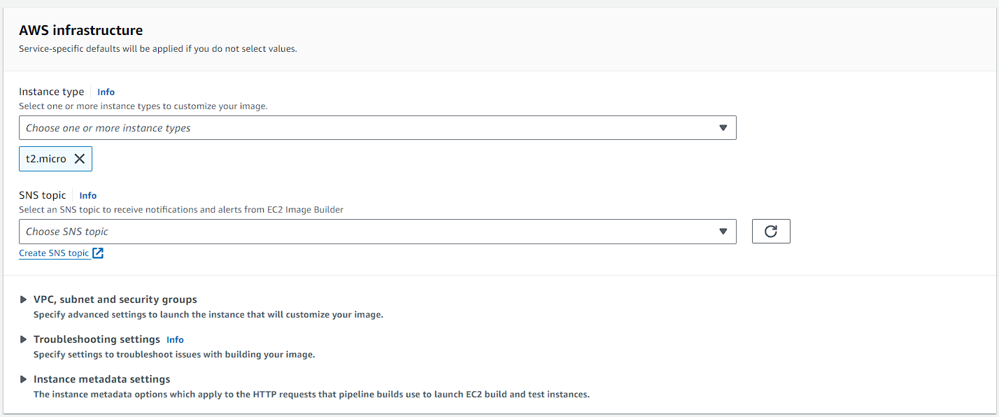 AWS infrastructure
Service-specific defaults will be applied if you do not select values.
Instance type Info
Select one or more instance types to customize your image.
Choose one or more instance types
t2.micro
SNS topic Info
Select an SNS topic to receive notifications and alerts from EC2 Image Builder
Choose SNS topic
Create SNS topic
VPC, subnet and security groups
Specify advanced settings to launch the instance that will customize your image.
Troubleshooting settings Info
Specify settings to troubleshoot issues with building your image.
Instance metadata settings
The instance metadata options which apply to the HTTP requests that pipeline builds use to launch EC2 build and test instances.